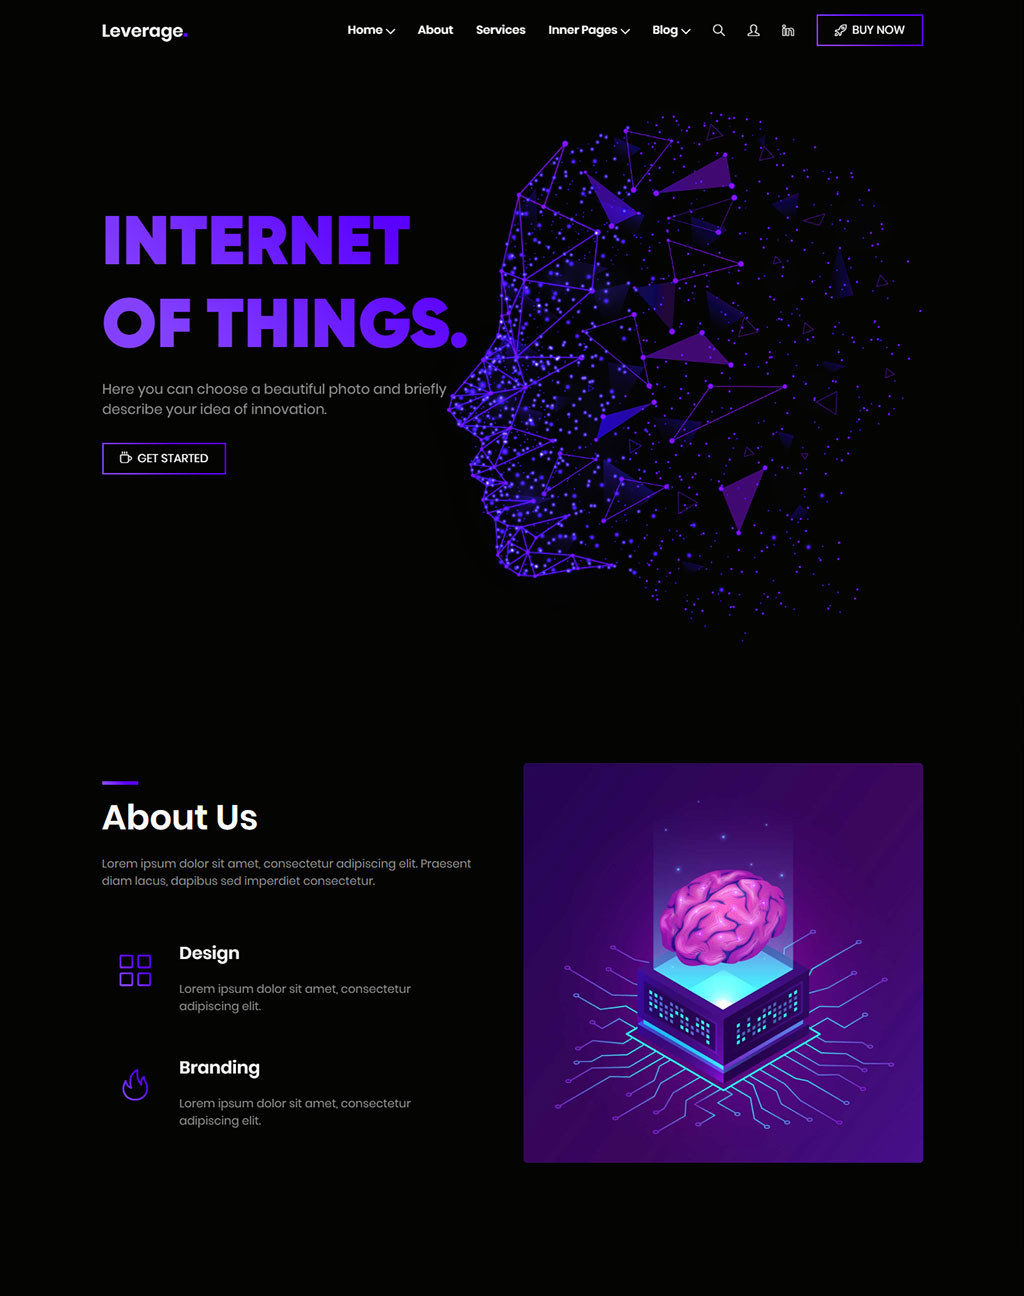 Leverage.
Home
About
Services
Inner Pages
Blog
BUY NOW
INTERNET
OF THINGS.
Here you can choose a beautiful photo and briefly
describe your idea of innovation.
GET STARTED
About Us
Lorem ipsum dolor sit amet, consectetur adipiscing elit. Praesent
diam lacus, dapibus sed imperdiet consectetur.
Design
Lorem ipsum dolor sit amet, consectetur
adipiscing elit.
Branding
Lorem ipsum dolor sit amet, consectetur
adipiscing elit.